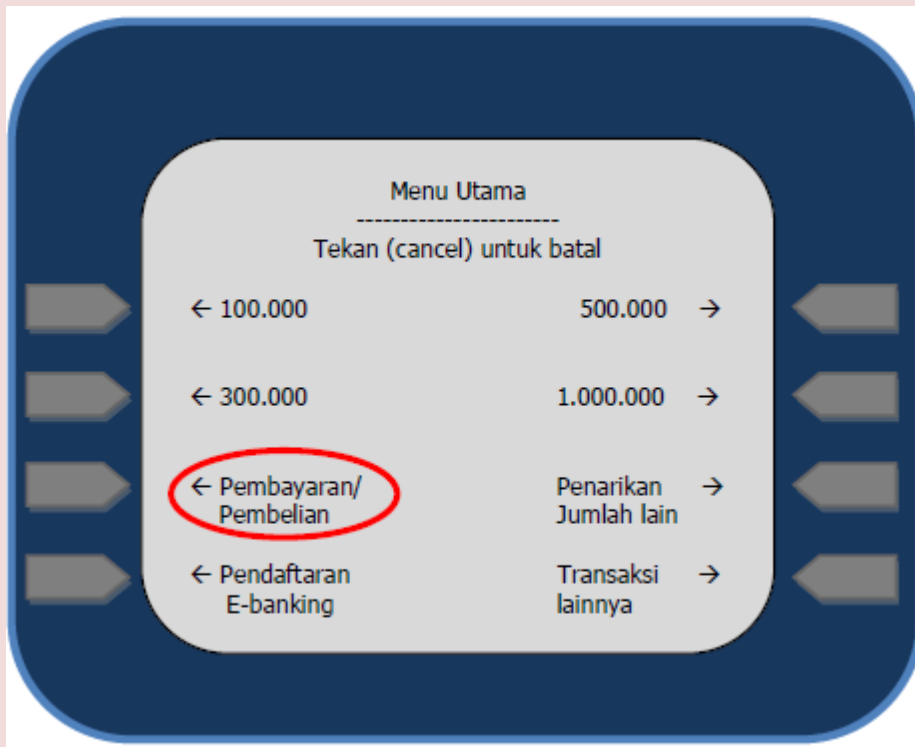 Menu Utama
-----------------------
Tekan (cancel) untuk batal
← 100.000
500.000 →
← 300.000
1.000.000 →
← Pembayaran/
Pembelian
Penarikan →
Jumlah lain
← Pendaftaran
E-banking
Transaksi →
lainnya